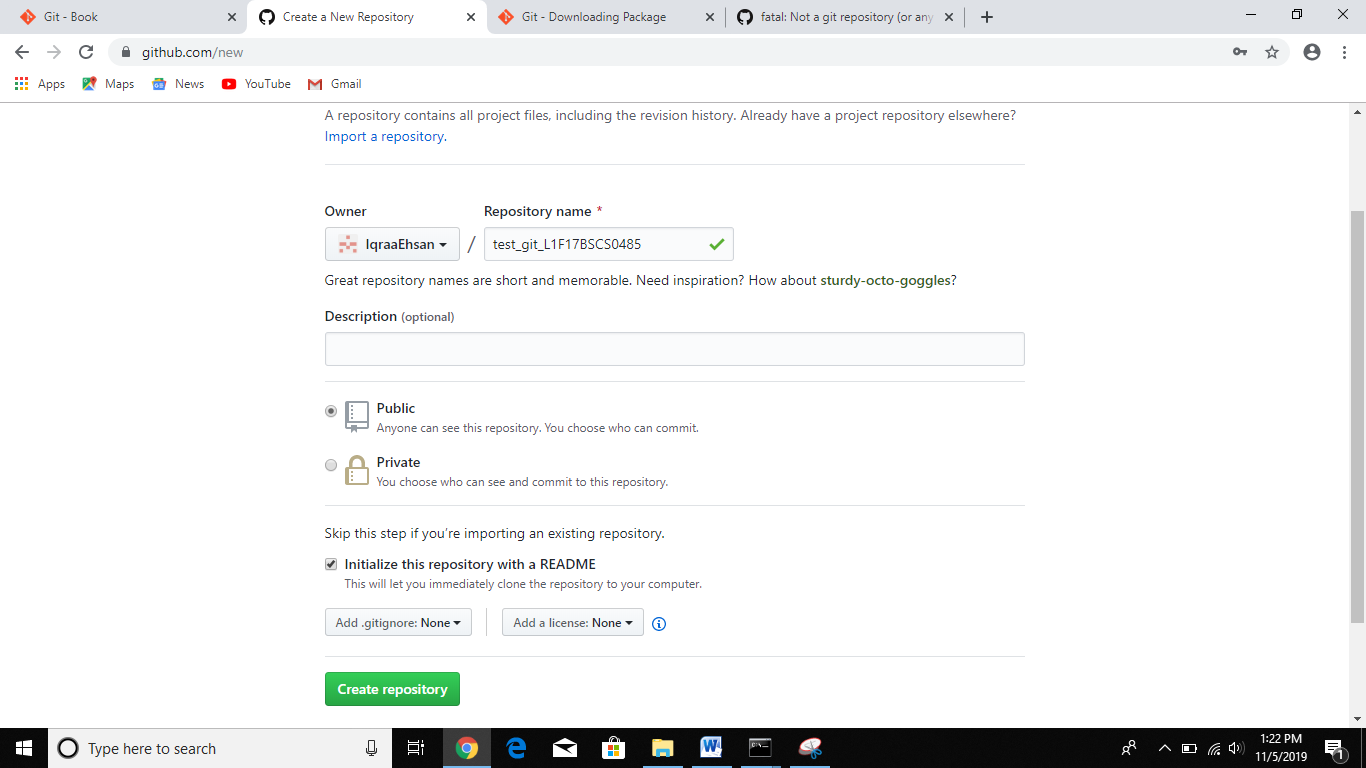 Git - Book
Create a New Repository
Git - Downloading Package
fatal: Not a git repository (or any
github.com/new
Apps
Maps
News
YouTube
Gmail
A repository contains all project files, including the revision history. Already have a project repository elsewhere?
Import a repository.
Owner
Repository name *
IqraaEhsan
/
test_git_L1F17BSCS0485
Great repository names are short and memorable. Need inspiration? How about sturdy-octo-goggles?
Description (optional)
Public
Anyone can see this repository. You choose who can commit.
Private
You choose who can see and commit to this repository.
Skip this step if you’re importing an existing repository.
Initialize this repository with a README
This will let you immediately clone the repository to your computer.
Add .gitignore: None
Add a license: None
Create repository
Type here to search
1:22 PM
11/5/2019
1